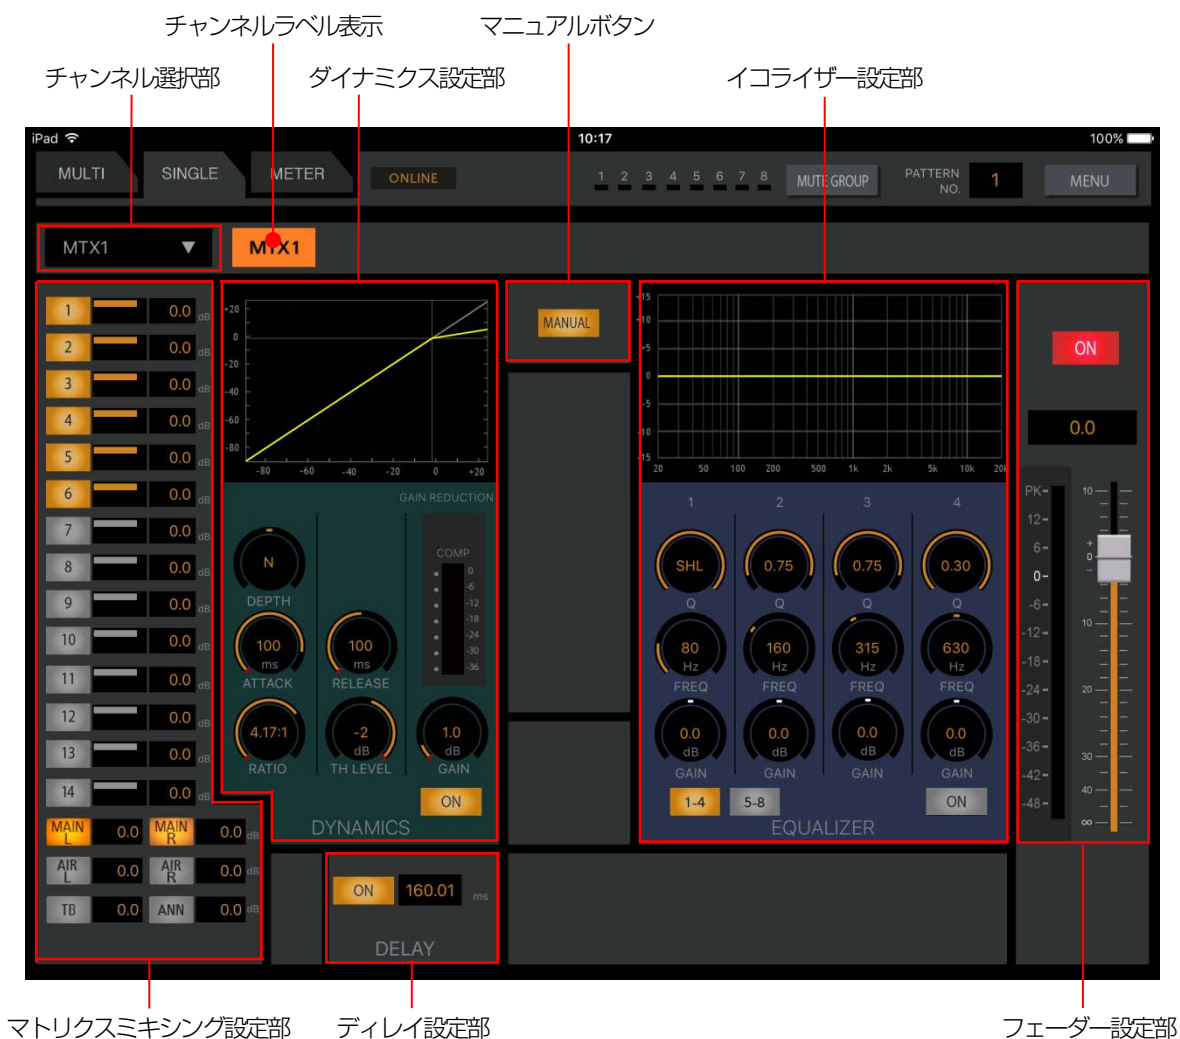 チャンネルラベル表示
マニュアルボタン
チャンネル選択部
ダイナミクス設定部
イコライザー設定部
iPad
10:17
100%
MULTI
SINGLE
METER
ONLINE
1 2 3 4 5 6 7 8
MUTE GROUP
PATTERN NO.
1
MENU
MTX1 ▼
MTX1
1 0.0 dB
2 0.0 dB
3 0.0 dB
4 0.0 dB
5 0.0 dB
6 0.0 dB
7 0.0 dB
8 0.0 dB
9 0.0 dB
10 0.0 dB
11 0.0 dB
12 0.0 dB
13 0.0 dB
14 0.0 dB
MAIN L 0.0 MAIN R 0.0 dB
AIR L 0.0 AIR R 0.0 dB
TB 0.0 ANN 0.0 dB
+20
0
-20
-40
-60
-80
-80 -60 -40 -20 0 +20
GAIN REDUCTION
COMP
0
-6
-12
-18
-24
-30
-36
N
DEPTH
100 ms
ATTACK
100 ms
RELEASE
4.17:1
RATIO
-2 dB
TH LEVEL
1.0 dB
GAIN
ON
DYNAMICS
MANUAL
ON 160.01 ms
DELAY
+15
+10
+5
0
-5
-10
-15
20 50 100 200 500 1k 2k 5k 10k 20k
1 2 3 4
SHL 0.75 0.75 0.30
Q Q Q Q
80 Hz 160 Hz 315 Hz 630 Hz
FREQ FREQ FREQ FREQ
0.0 dB 0.0 dB 0.0 dB 0.0 dB
GAIN GAIN GAIN GAIN
1-4 5-8 ON
EQUALIZER
ON
0.0
PK-
12-
6-
0-
-6-
-12-
-18-
-24-
-30-
-36-
-42-
-48-
10
+
0
−
10
20
30
40
∞
マトリクスミキシング設定部
ディレイ設定部
フェーダー設定部